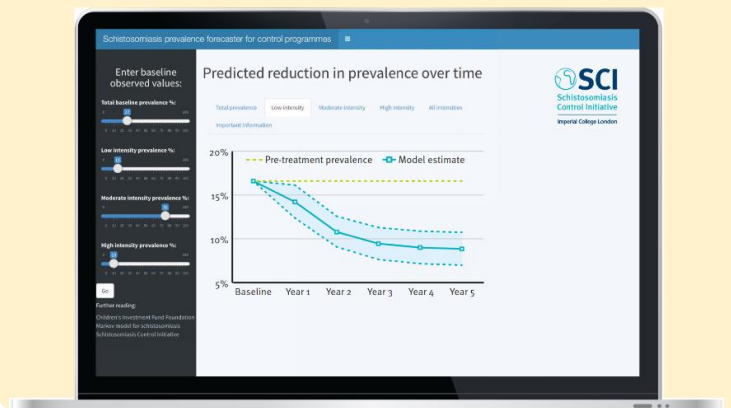 Schistosomiasis prevalence forecaster for control programmes
Enter baseline
observed values:
Total baseline prevalence %:
Low intensity prevalence %:
Moderate intensity prevalence %:
High intensity prevalence %:
Go
Further reading:
Children's Investment Fund Foundation
Markov model for schistosomiasis
Schistosomiasis Control Initiative
Predicted reduction in prevalence over time
Total prevalence Low intensity Moderate intensity High intensity All intensities
Important information
20%
Pre-treatment prevalence Model estimate
15%
10%
5%
Baseline Year 1 Year 2 Year 3 Year 4 Year 5
SCI
Schistosomiasis
Control Initiative
Imperial College London